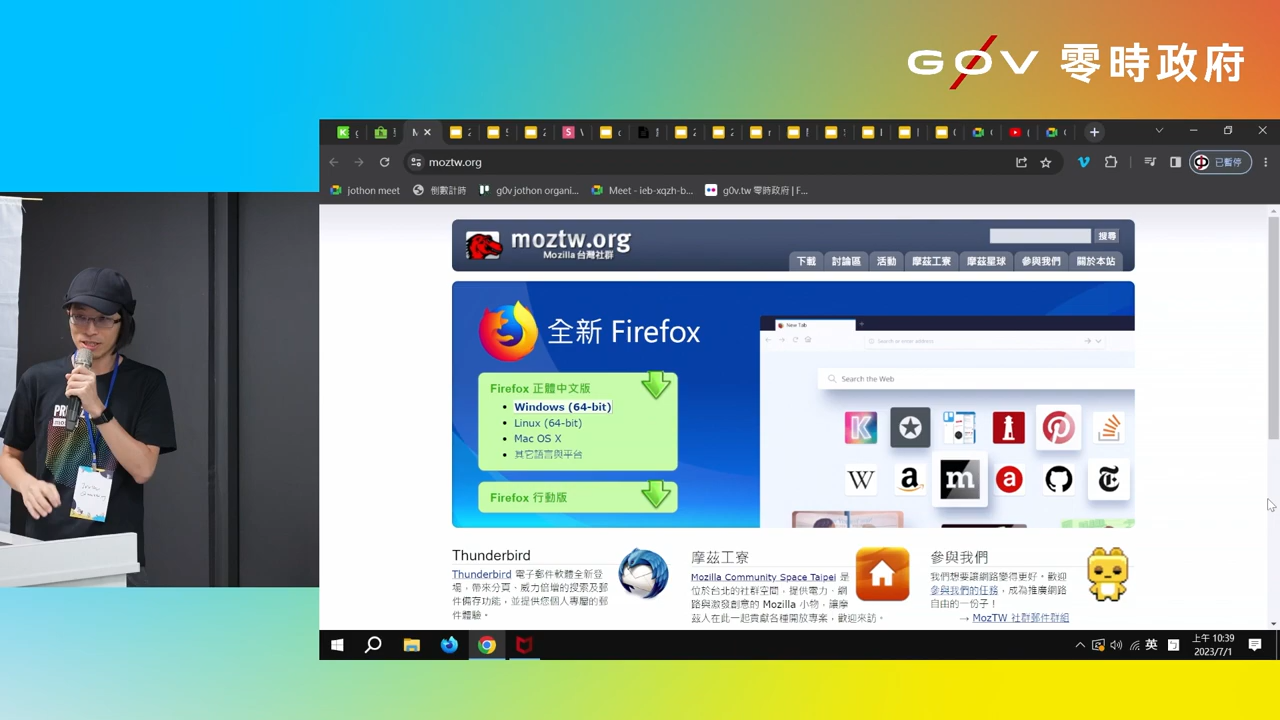 G0V 零時政府
moztw.org
已暫停
jothon meet
倒數計時
g0v jothon organi...
Meet - ieb-xqzh-b...
g0v.tw 零時政府 | F...
moztw.org
Mozilla 台灣社群
搜尋
下載
討論區
活動
摩茲工寮
摩茲星球
參與我們
關於本站
全新 Firefox
Firefox 正體中文版
Windows (64-bit)
Linux (64-bit)
Mac OS X
其它語言與平台
Firefox 行動版
New Tab
Search or enter address
Search the Web
Thunderbird
Thunderbird 電子郵件軟體全新登
場，帶來分頁、威力倍增的搜索及郵
件儲存功能，並提供您個人專屬的郵
件體驗。
摩茲工寮
Mozilla Community Space Taipei 是
位於台北的社群空間，提供電力、網
路與激發創意的 Mozilla 小物，讓摩
茲人在此一起貢獻各種開放專案，歡迎來訪。
參與我們
我們想要讓網路變得更好。歡迎
參與我們的任務，成為推廣網路
自由的一份子！
→ MozTW 社群郵件群組
英
上午 10:39
2023/7/1